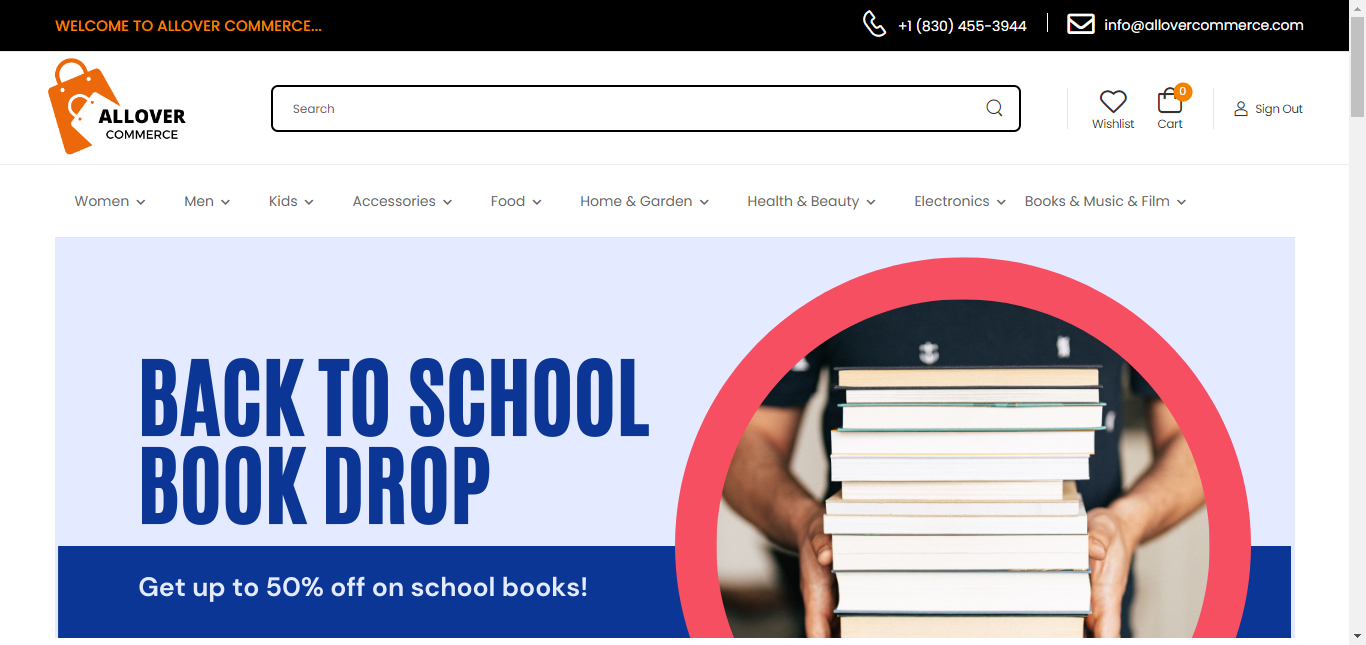 WELCOME TO ALLOVER COMMERCE...
+1 (830) 455-3944
info@allovercommerce.com
ALLOVER
COMMERCE
Search
Wishlist
0
Cart
Sign Out
Women
Men
Kids
Accessories
Food
Home & Garden
Health & Beauty
Electronics
Books & Music & Film
BACK TO SCHOOL
BOOK DROP
Get up to 50% off on school books!